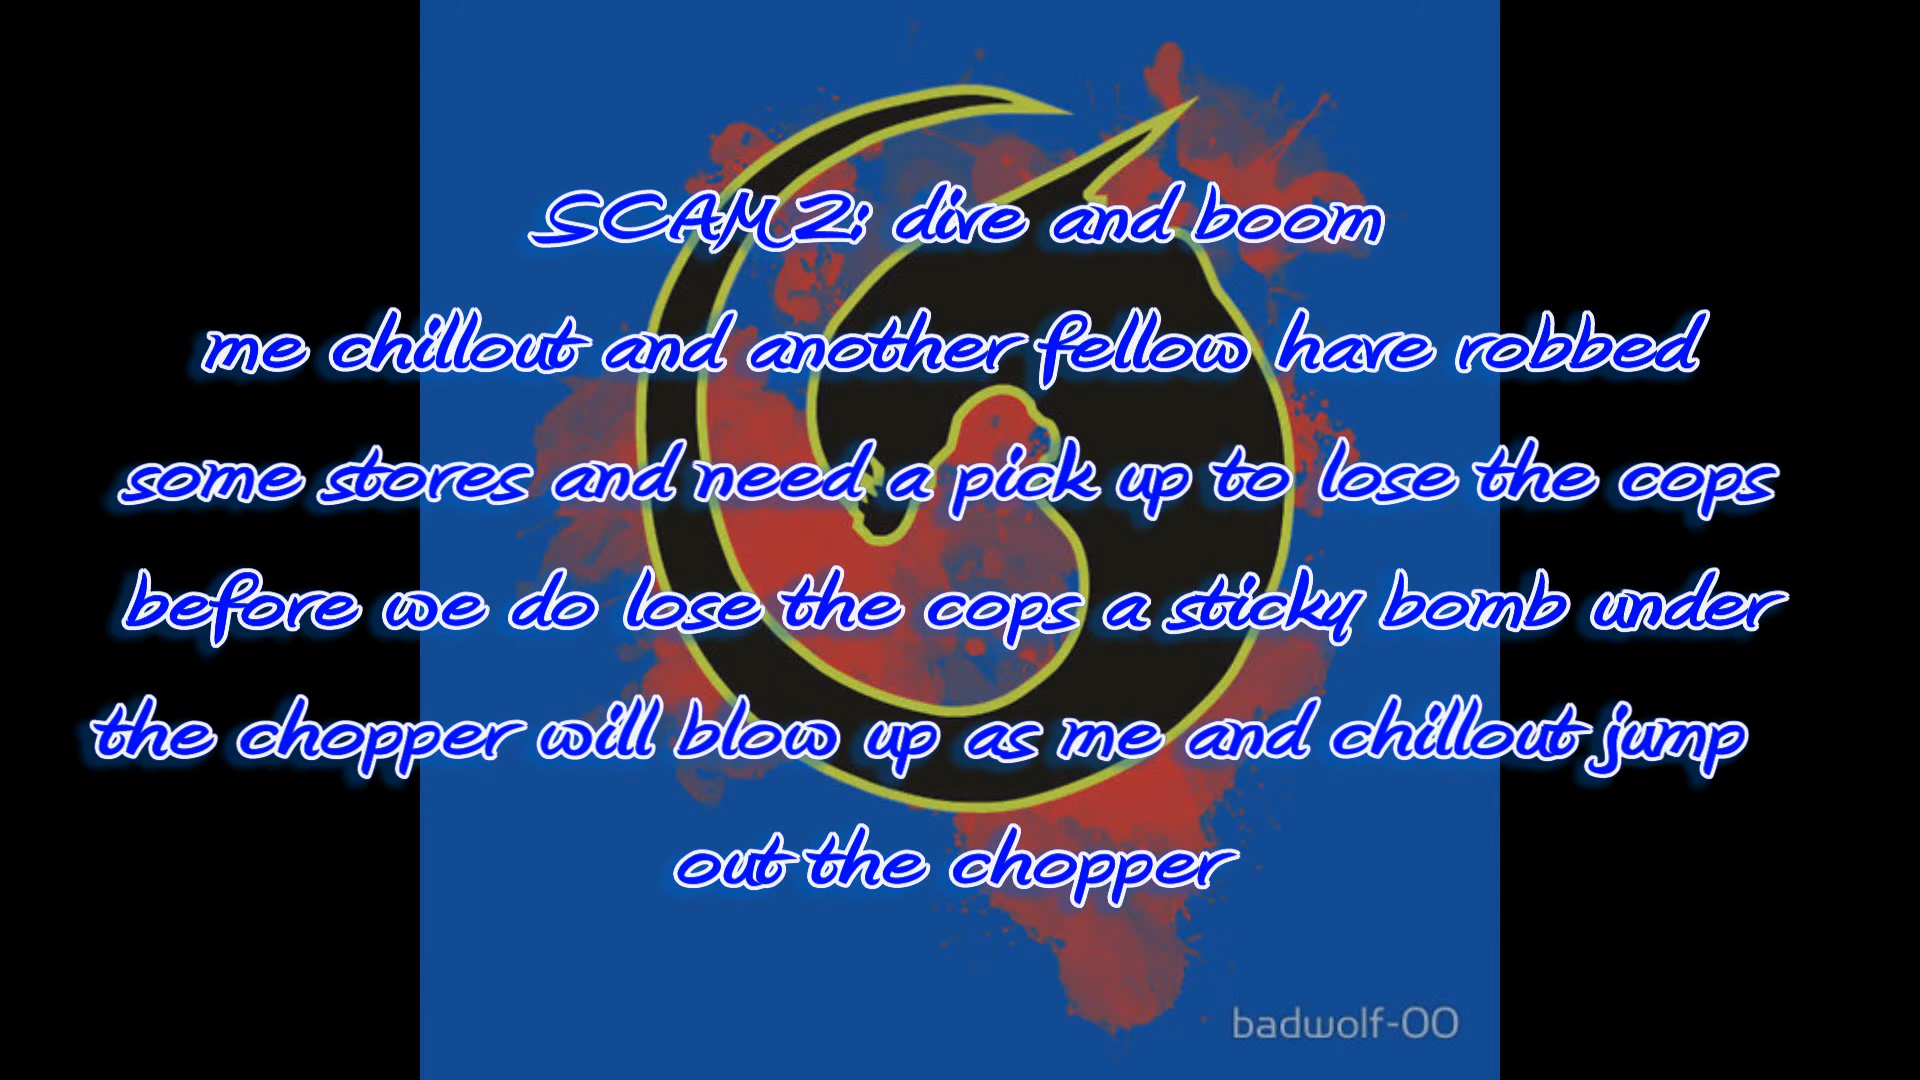 SCAM 2: dive and boom
me chillout and another fellow have robbed
some stores and need a pick up to lose the cops
before we do lose the cops a sticky bomb under
the chopper will blow up as me and chillout jump
out the chopper
badwolf-00